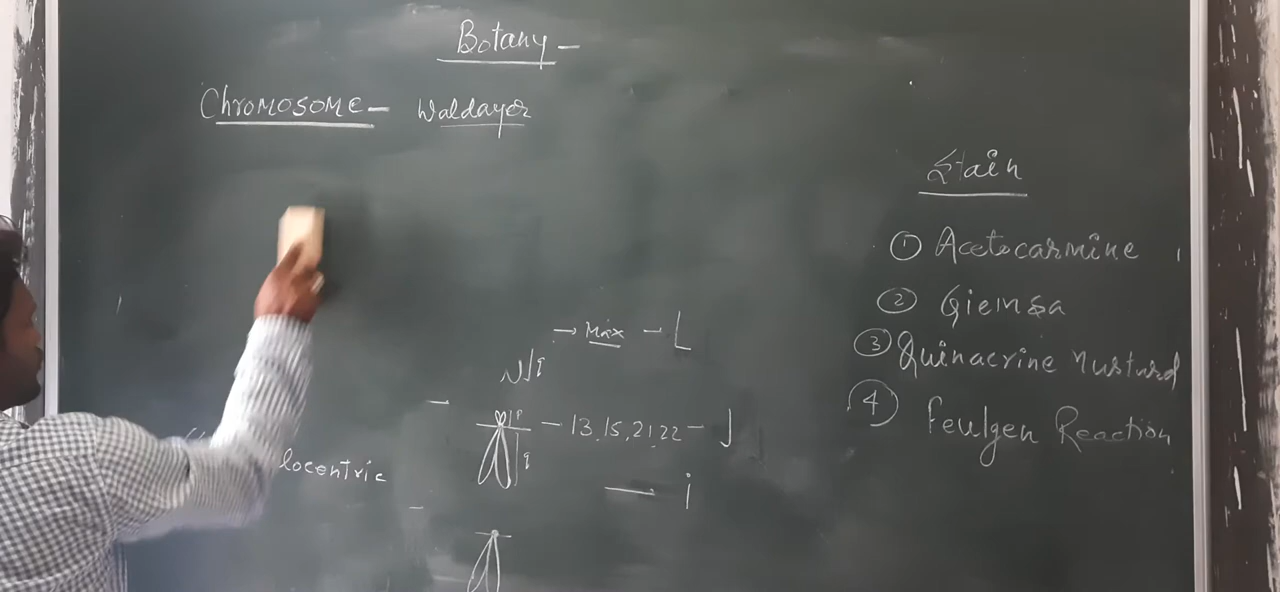 Botany -
Chromosome - Waldayer
→ Max - L
p - 13, 15, 21, 22 - J
q
locentric
- i
Stain
① Acetocarmine
② Giemsa
③ Quinacrine Musturd
④ Feulgen Reaction